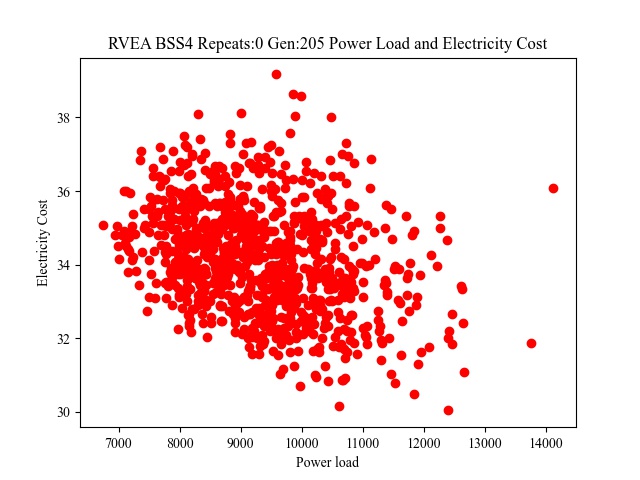 RVEA BSS4 Repeats:0 Gen:205 Power Load and Electricity Cost
38
36
34
32
30
Electricity Cost
7000 8000 9000 10000 11000 12000 13000 14000
Power load